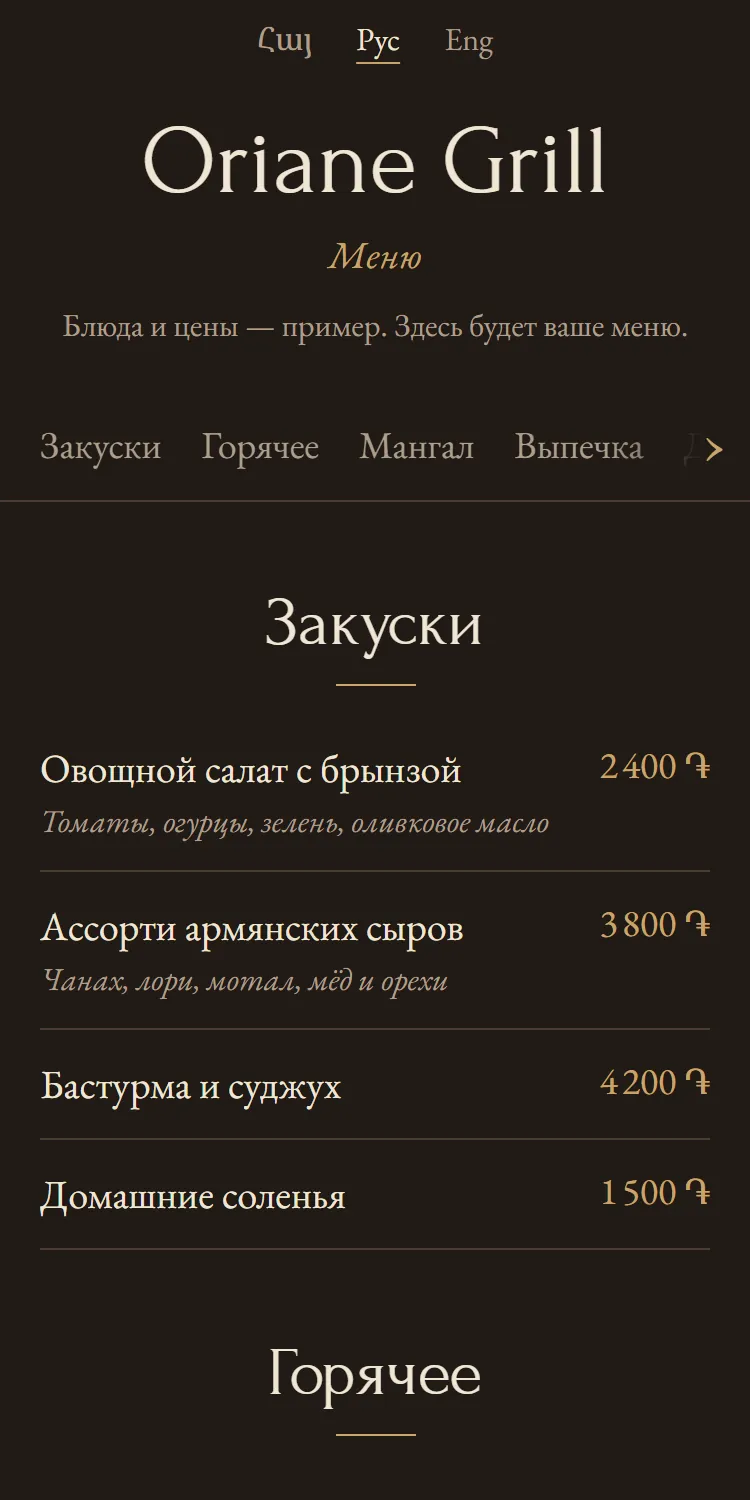 Հայ Рус Eng
Oriane Grill
Меню
Блюда и цены — пример. Здесь будет ваше меню.
Закуски Горячее Мангал Выпечка
Закуски
Овощной салат с брынзой 2 400 ֏
Томаты, огурцы, зелень, оливковое масло
Ассорти армянских сыров 3 800 ֏
Чанах, лори, мотал, мёд и орехи
Бастурма и суджух 4 200 ֏
Домашние соленья 1 500 ֏
Горячее